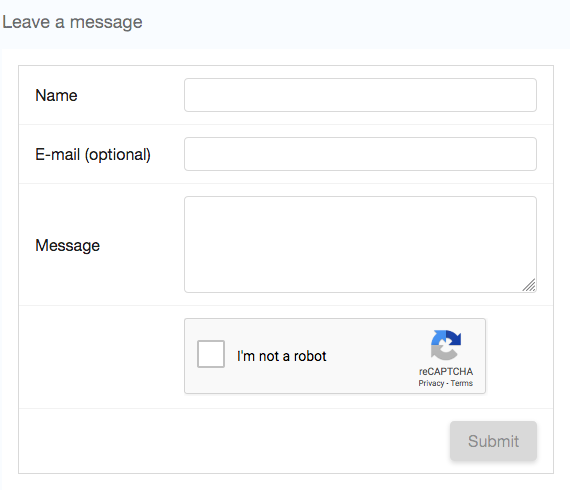 Leave a message
Name
E-mail (optional)
Message
I'm not a robot
reCAPTCHA
Privacy - Terms
Submit